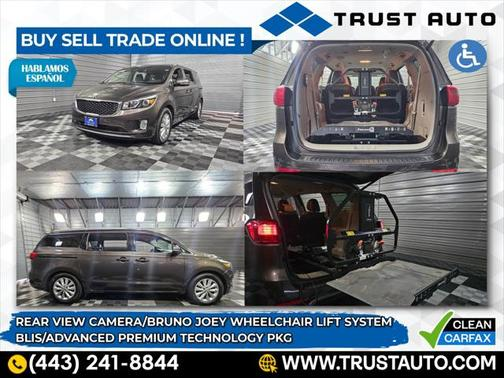 TRUST AUTO
BUY SELL TRADE ONLINE !
HABLAMOS
ESPAÑOL
REAR VIEW CAMERA/BRUNO JOEY WHEELCHAIR LIFT SYSTEM
BLIS/ADVANCED PREMIUM TECHNOLOGY PKG
CLEAN
CARFAX
(443) 241-8844
WWW.TRUSTAUTO.COM